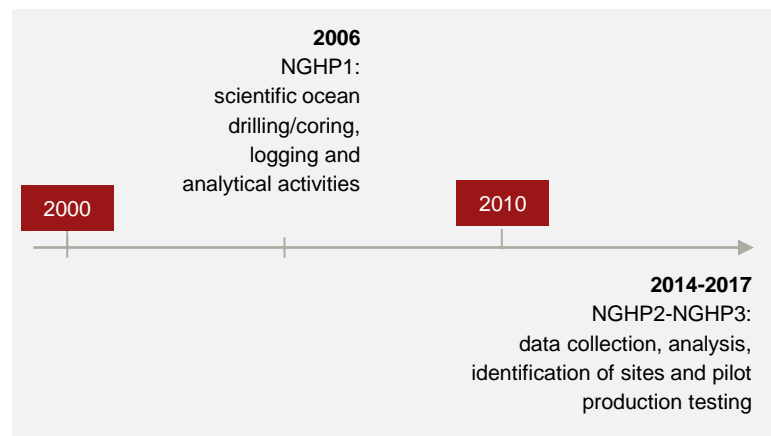 2006
NGHP1:
scientific ocean
drilling/coring,
logging and
analytical activities
2000
2010
2014-2017
NGHP2-NGHP3:
data collection, analysis,
identification of sites and pilot
production testing